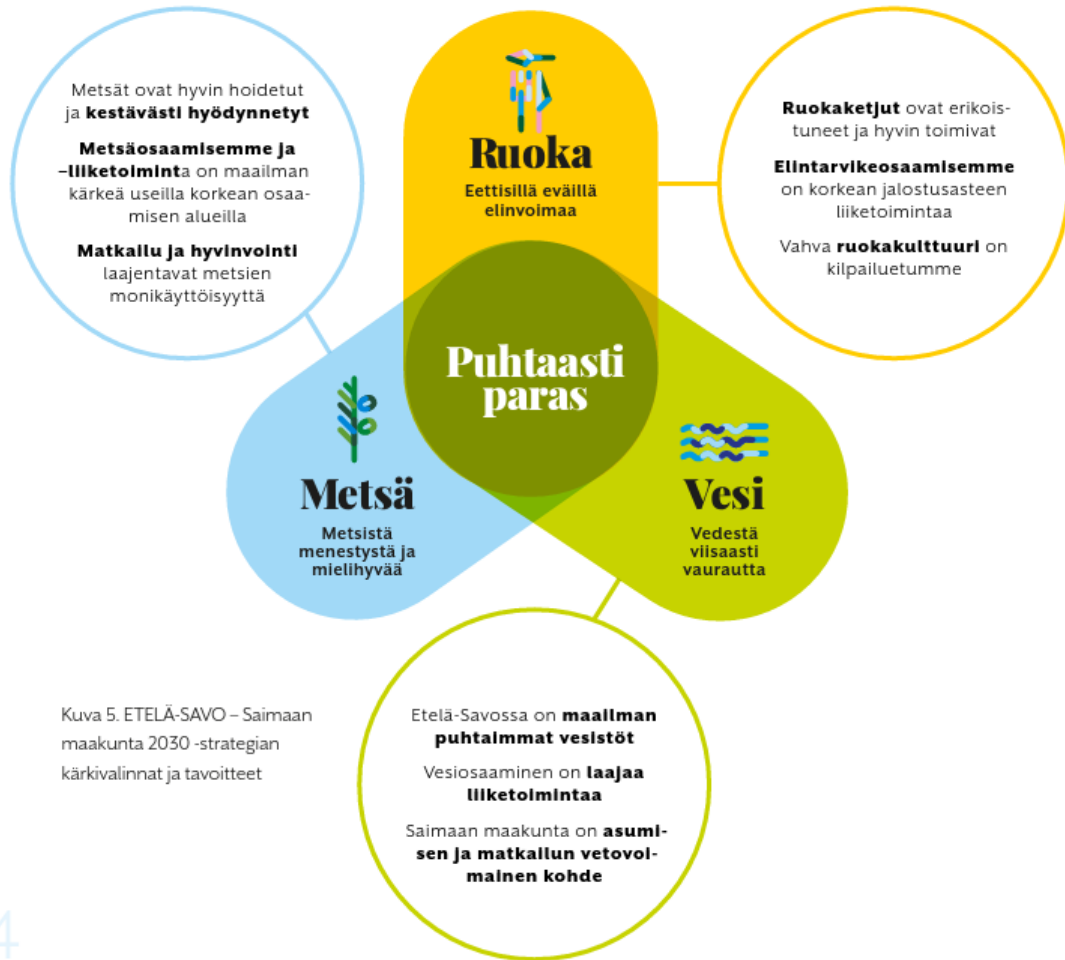 Metsät ovat hyvin hoidetut
ja kestävästi hyödynnetyt
Metsäosaamisemme ja
–liiketoiminta on maailman
kärkeä useilla korkean osaa-
misen alueilla
Matkailu ja hyvinvointi
laajentavat metsien
monikäyttöisyyttä
Ruoka
Eettisillä eväillä
elinvoimaa
Ruokaketjut ovat erikois-
tuneet ja hyvin toimivat
Elintarvikeosaamisemme
on korkean jalostusasteen
liiketoimintaa
Vahva ruokakulttuuri on
kilpailuetumme
Puhtaasti
paras
Metsä
Metsistä
menestystä ja
mielihyvää
Vesi
Vedestä
viisaasti
vaurautta
Kuva 5. ETELÄ-SAVO – Saimaan
maakunta 2030 -strategian
kärkivalinnat ja tavoitteet
Etelä-Savossa on maailman
puhtaimmat vesistöt
Vesiosaaminen on laajaa
liiketoimintaa
Saimaan maakunta on asumi-
sen ja matkailun vetovoi-
mainen kohde
4